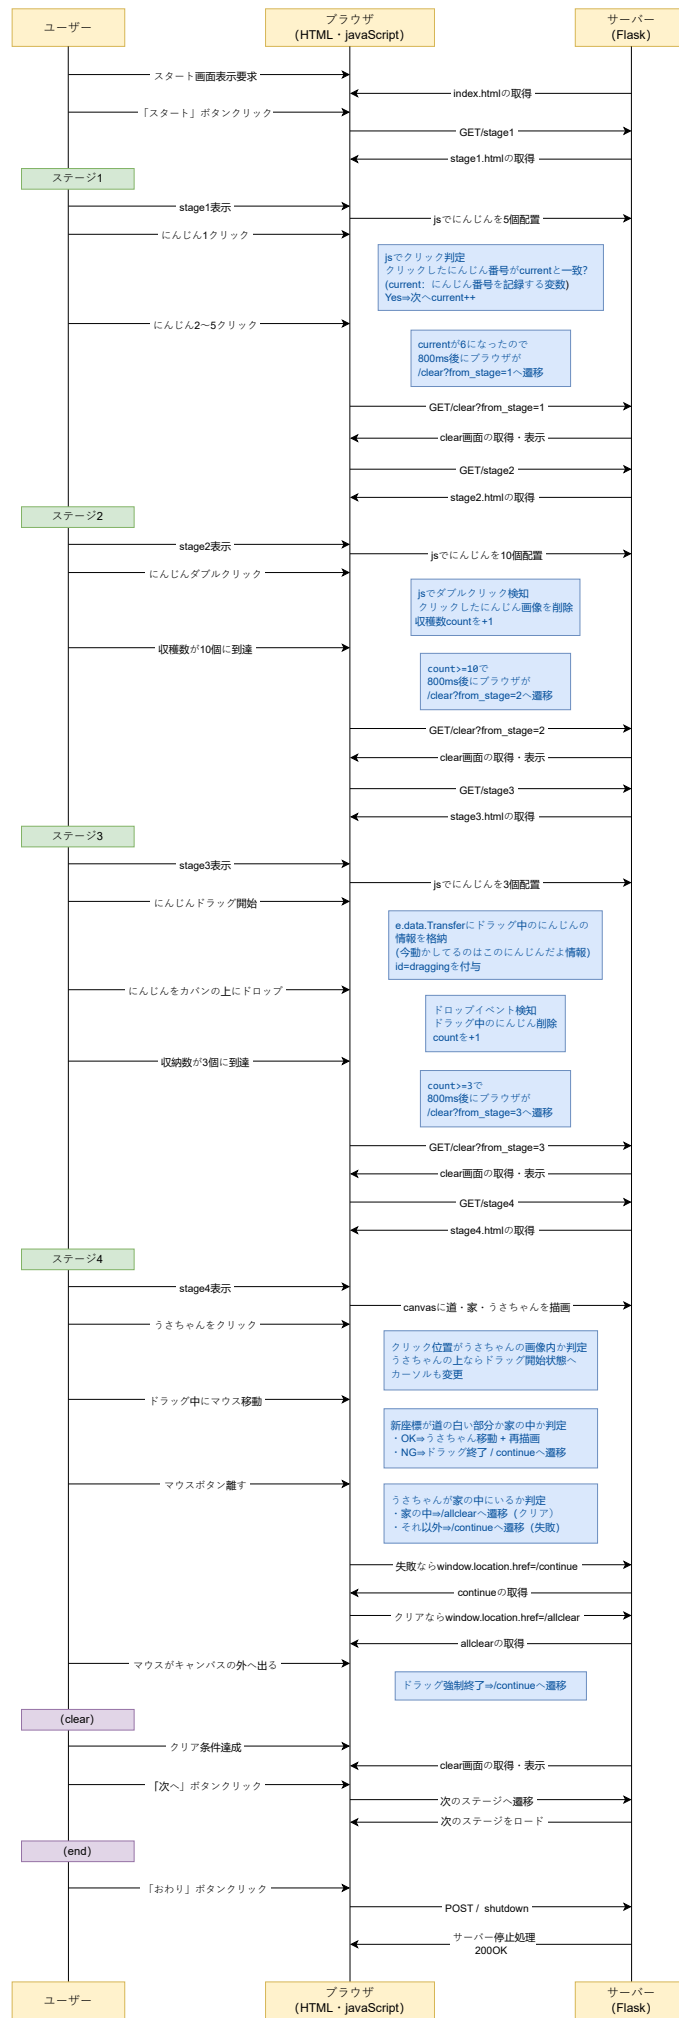 ユーザー
ブラウザ
(HTML・javaScript)
サーバー
(Flask)
スタート画面表示要求
index.htmlの取得
「スタート」ボタンクリック
GET/stage1
stage1.htmlの取得
ステージ1
stage1表示
jsでにんじんを5個配置
にんじん1クリック
jsでクリック判定
クリックしたにんじん番号がcurrentと一致?
(current: にんじん番号を記録する変数)
Yes⇒次へcurrent++
にんじん2～5クリック
currentが6になったので
800ms後にブラウザが
/clear?from_stage=1へ遷移
GET/clear?from_stage=1
clear画面の取得・表示
GET/stage2
stage2.htmlの取得
ステージ2
stage2表示
jsでにんじんを10個配置
にんじんダブルクリック
jsでダブルクリック検知
クリックしたにんじん画像を削除
収穫数countを+1
収穫数が10個に到達
count>=10で
800ms後にブラウザが
/clear?from_stage=2へ遷移
GET/clear?from_stage=2
clear画面の取得・表示
GET/stage3
stage3.htmlの取得
ステージ3
stage3表示
jsでにんじんを3個配置
にんじんドラッグ開始
e.data.Transferにドラッグ中のにんじんの
情報を格納
(今動かしてるのはこのにんじんだよ情報)
id=draggingを付与
にんじんをカバンの上にドロップ
ドロップイベント検知
ドラッグ中のにんじん削除
countを+1
収納数が3個に到達
count>=3で
800ms後にブラウザが
/clear?from_stage=3へ遷移
GET/clear?from_stage=3
clear画面の取得・表示
GET/stage4
stage4.htmlの取得
ステージ4
stage4表示
canvasに道・家・うさちゃんを描画
うさちゃんをクリック
クリック位置がうさちゃんの画像内か判定
うさちゃんの上ならドラッグ開始状態へ
カーソルも変更
ドラッグ中にマウス移動
新座標が道の白い部分か家の中か判定
・OK⇒うさちゃん移動 + 再描画
・NG⇒ドラッグ終了 / continueへ遷移
マウスボタン離す
うさちゃんが家の中にいるか判定
・家の中⇒/allclearへ遷移（クリア）
・それ以外⇒/continueへ遷移（失敗）
失敗ならwindow.location.href=/continue
continueの取得
クリアならwindow.location.href=/allclear
allclearの取得
マウスがキャンバスの外へ出る
ドラッグ強制終了⇒/continueへ遷移
(clear)
クリア条件達成
clear画面の取得・表示
「次へ」ボタンクリック
次のステージへ遷移
次のステージをロード
(end)
「おわり」ボタンクリック
POST / shutdown
サーバー停止処理
200OK
ユーザー
ブラウザ
(HTML・javaScript)
サーバー
(Flask)